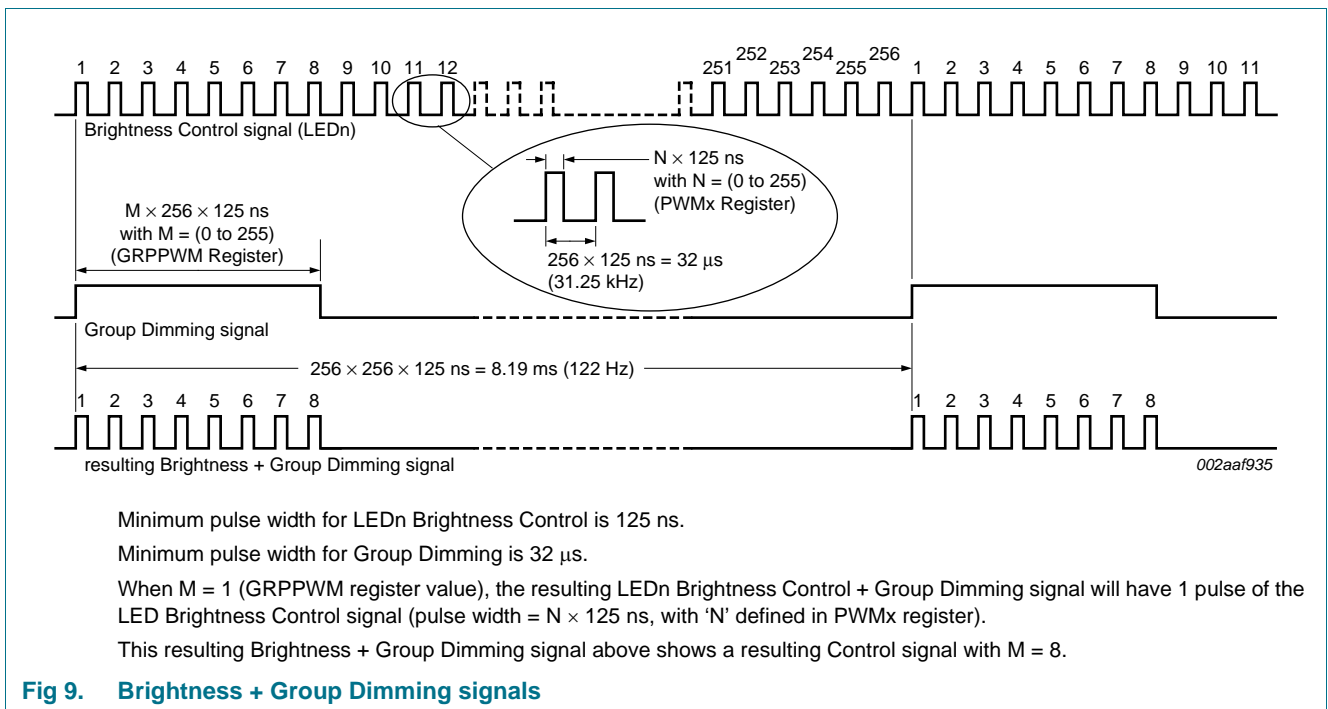 1 2 3 4 5 6 7 8 9 10 11 12 251 252 253 254 255 256 1 2 3 4 5 6 7 8 9 10 11
Brightness Control signal (LEDn)
N × 125 ns
with N = (0 to 255)
(PWMx Register)
256 × 125 ns = 32 μs
(31.25 kHz)
M × 256 × 125 ns
with M = (0 to 255)
(GRPPWM Register)
Group Dimming signal
256 × 256 × 125 ns = 8.19 ms (122 Hz)
1 2 3 4 5 6 7 8 1 2 3 4 5 6 7 8
resulting Brightness + Group Dimming signal
002aaf935
Minimum pulse width for LEDn Brightness Control is 125 ns.
Minimum pulse width for Group Dimming is 32 μs.
When M = 1 (GRPPWM register value), the resulting LEDn Brightness Control + Group Dimming signal will have 1 pulse of the
LED Brightness Control signal (pulse width = N × 125 ns, with ‘N’ defined in PWMx register).
This resulting Brightness + Group Dimming signal above shows a resulting Control signal with M = 8.
Fig 9. Brightness + Group Dimming signals